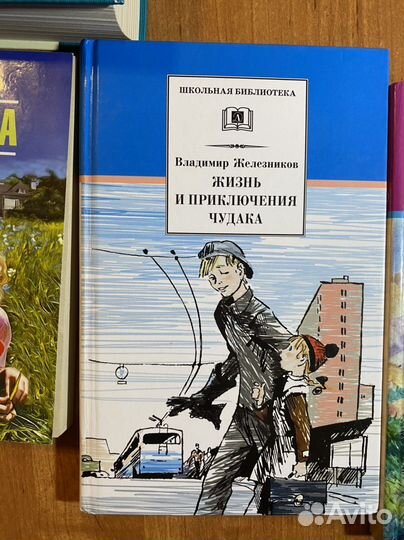 ШКОЛЬНАЯ БИБЛИОТЕКА
Владимир Железников
ЖИЗНЬ
И ПРИКЛЮЧЕНИЯ
ЧУДАКА
А
Avito